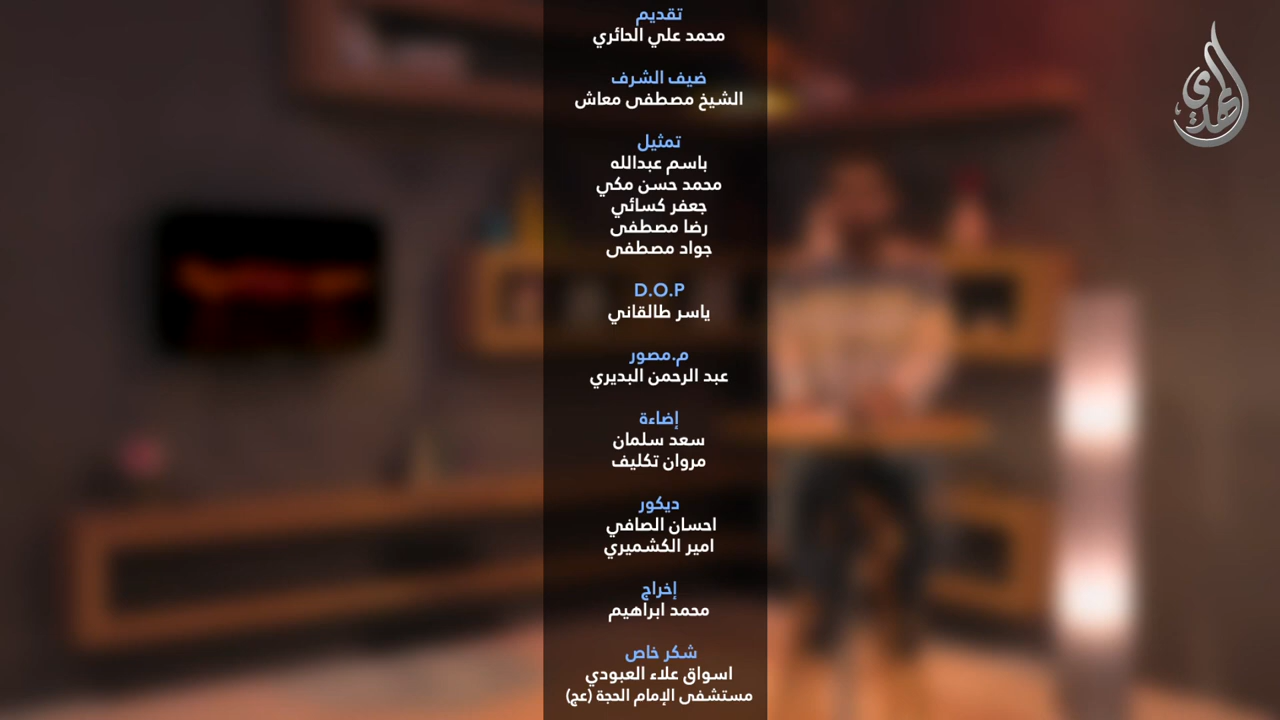 تقديم
محمد علي الحائري
ضيف الشرف
الشيخ مصطفى معاش
تمثيل
باسم عبدالله
محمد حسن مكي
جعفر كسائي
رضا مصطفى
جواد مصطفى
D.O.P
ياسر طالقاني
م.مصور
عبد الرحمن البديري
إضاءة
سعد سلمان
مروان تكليف
ديكور
احسان الصافي
امير الكشميري
إخراج
محمد ابراهيم
شكر خاص
اسواق علاء العبودي
مستشفى الإمام الحجة (عج)
المهدي